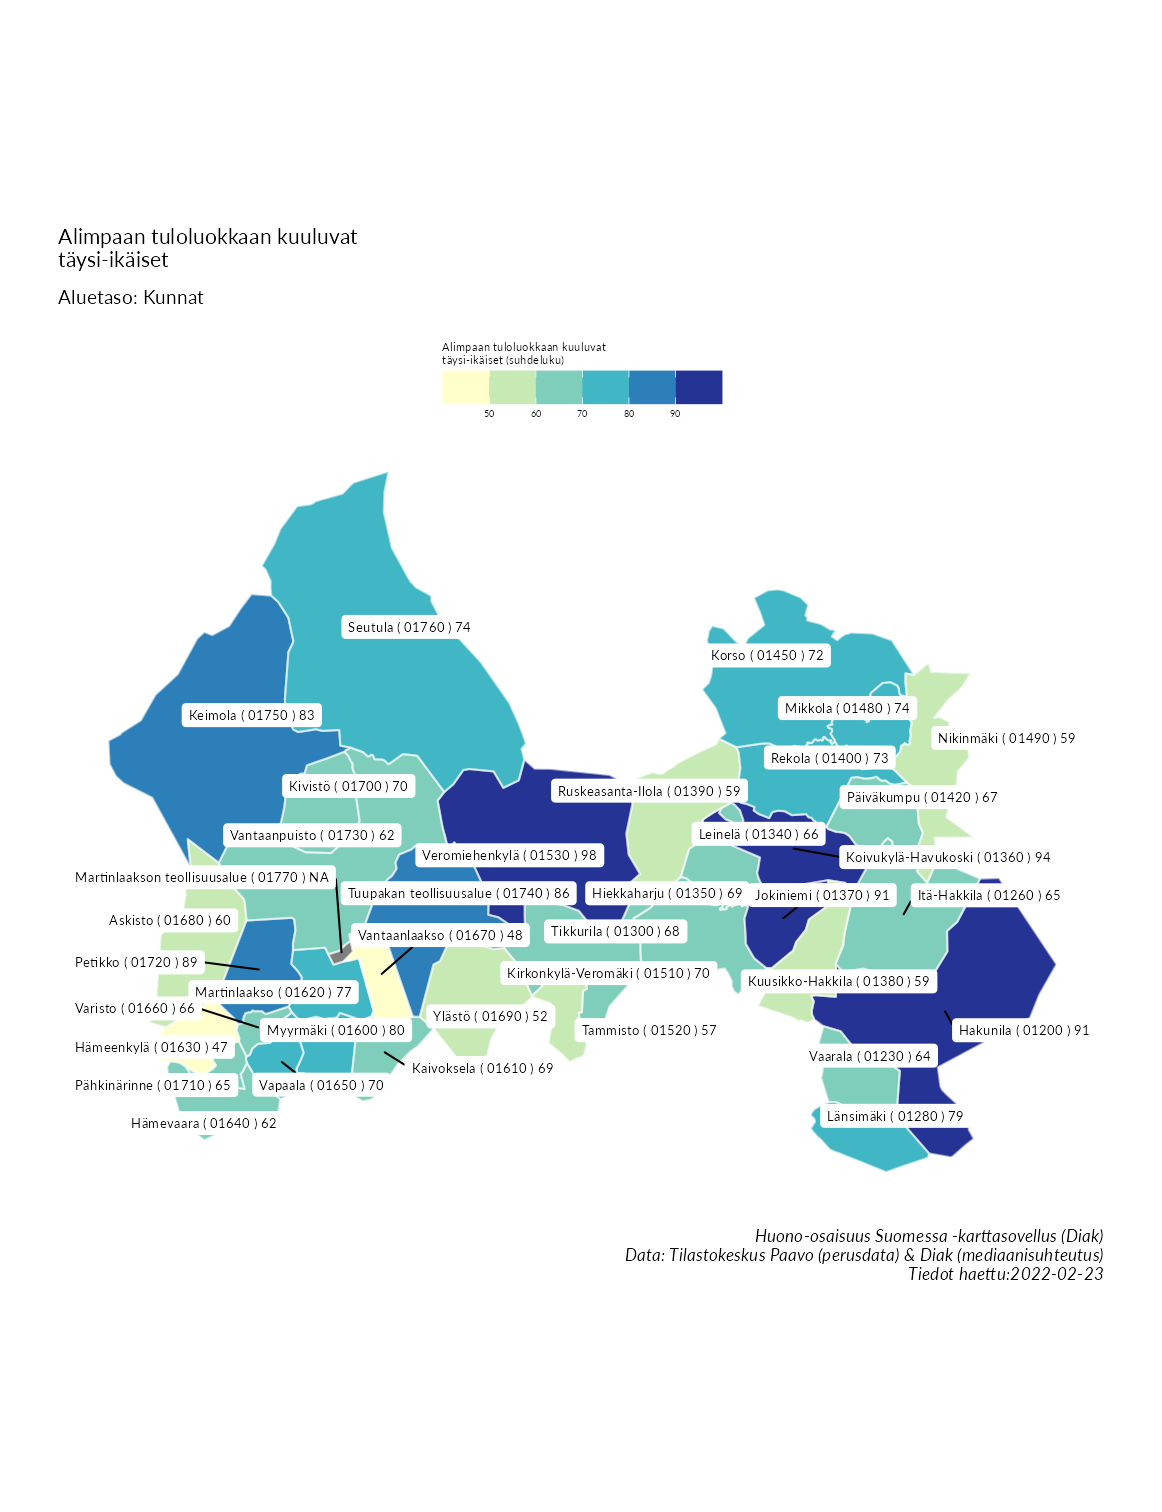 Alimpaan tuloluokkaan kuuluvat
täysi-ikäiset
Aluetaso: Kunnat
Alimpaan tuloluokkaan kuuluvat
täysi-ikäiset (suhdeluku)
50 60 70 80 90
Seutula ( 01760 ) 74
Korso ( 01450 ) 72
Mikkola ( 01480 ) 74
Keimola ( 01750 ) 83
Nikinmäki ( 01490 ) 59
Rekola ( 01400 ) 73
Kivistö ( 01700 ) 70
Ruskeasanta-Ilola ( 01390 ) 59
Päiväkumpu ( 01420 ) 67
Vantaanpuisto ( 01730 ) 62
Leinelä ( 01340 ) 66
Veromiehenkylä ( 01530 ) 98
Koivukylä-Havukoski ( 01360 ) 94
Martinlaakson teollisuusalue ( 01770 ) NA
Tuupakan teollisuusalue ( 01740 ) 86
Hiekkaharju ( 01350 ) 69
Jokiniemi ( 01370 ) 91
Itä-Hakkila ( 01260 ) 65
Askisto ( 01680 ) 60
Vantaanlaakso ( 01670 ) 48
Tikkurila ( 01300 ) 68
Petikko ( 01720 ) 89
Kirkonkylä-Veromäki ( 01510 ) 70
Kuusikko-Hakkila ( 01380 ) 59
Martinlaakso ( 01620 ) 77
Varisto ( 01660 ) 66
Ylästö ( 01690 ) 52
Myyrmäki ( 01600 ) 80
Tammisto ( 01520 ) 57
Hakunila ( 01200 ) 91
Hämeenkylä ( 01630 ) 47
Vaarala ( 01230 ) 64
Kaivoksela ( 01610 ) 69
Pähkinärinne ( 01710 ) 65
Vapaala ( 01650 ) 70
Länsimäki ( 01280 ) 79
Hämevaara ( 01640 ) 62
Huono-osaisuus Suomessa -karttasovellus (Diak)
Data: Tilastokeskus Paavo (perusdata) & Diak (mediaanisuhteutus)
Tiedot haettu:2022-02-23